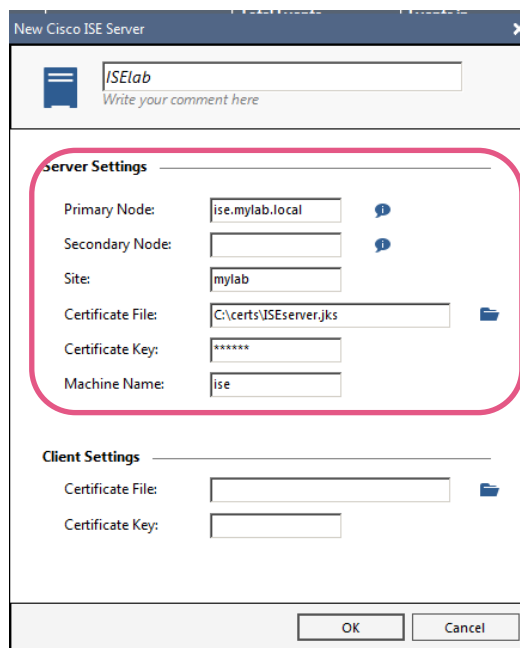 New Cisco ISE Server
ISElab
Write your comment here
Server Settings
Primary Node: ise.mylab.local
Secondary Node:
Site: mylab
Certificate File: C:\certs\ISEserver.jks
Certificate Key: ******
Machine Name: ise
Client Settings
Certificate File:
Certificate Key:
OK Cancel